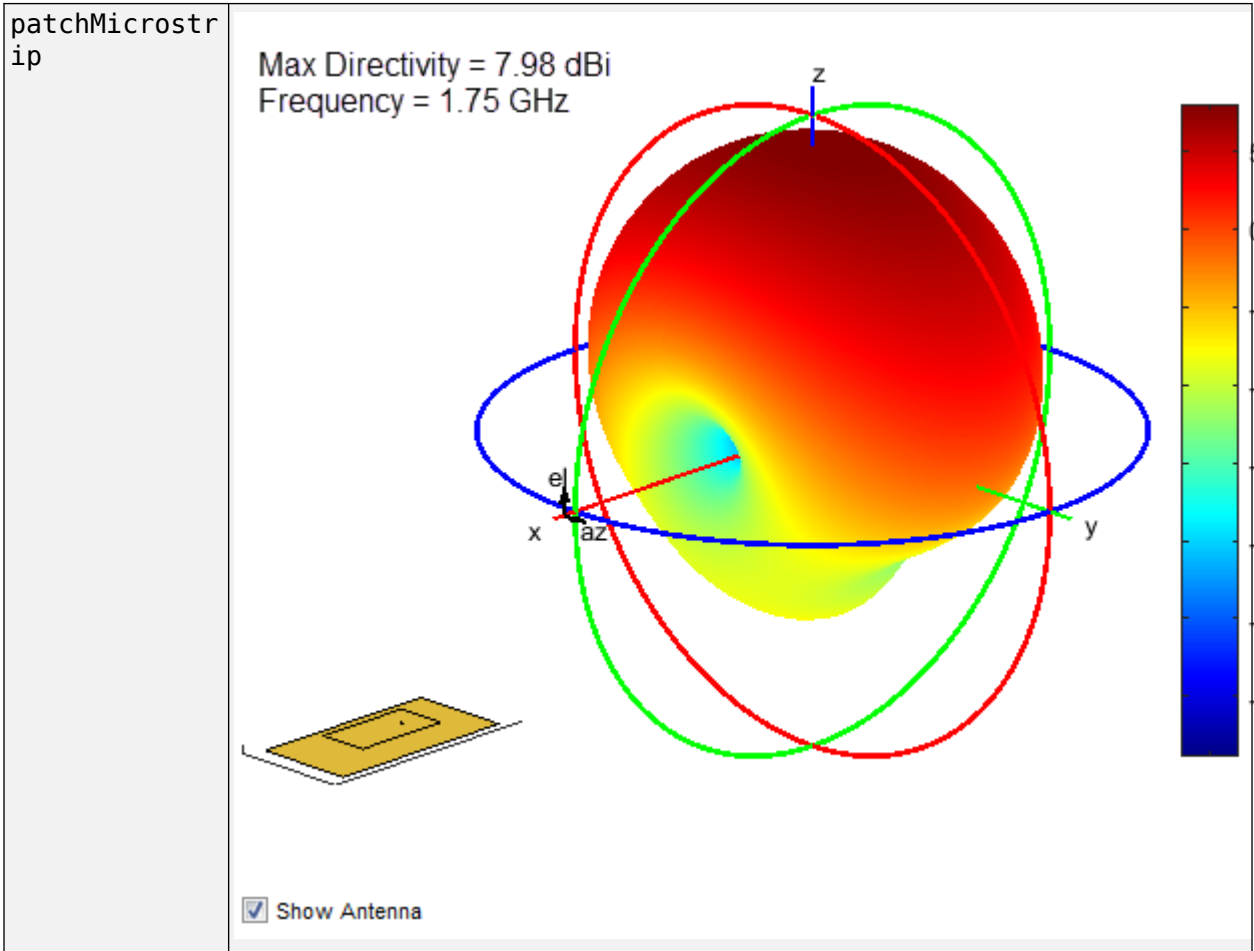 patchMicrostr
ip
Max Directivity = 7.98 dBi
Frequency = 1.75 GHz
z
el
x
az
y
Show Antenna